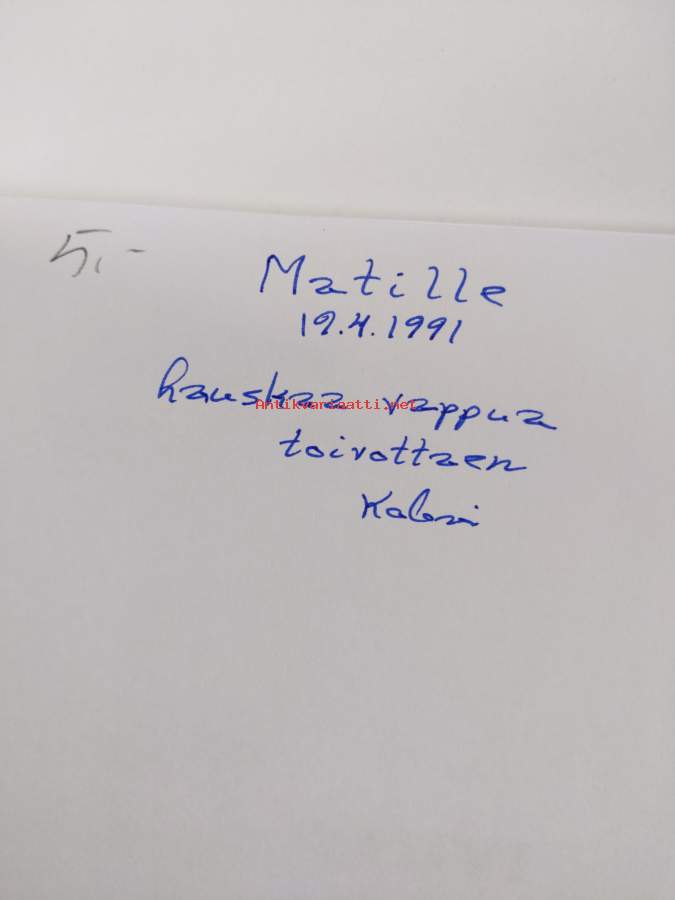 5,-
Matille
19.4.1991
hauskaa vappua
Antikvariaatti.net
toivottaen
Kalevi